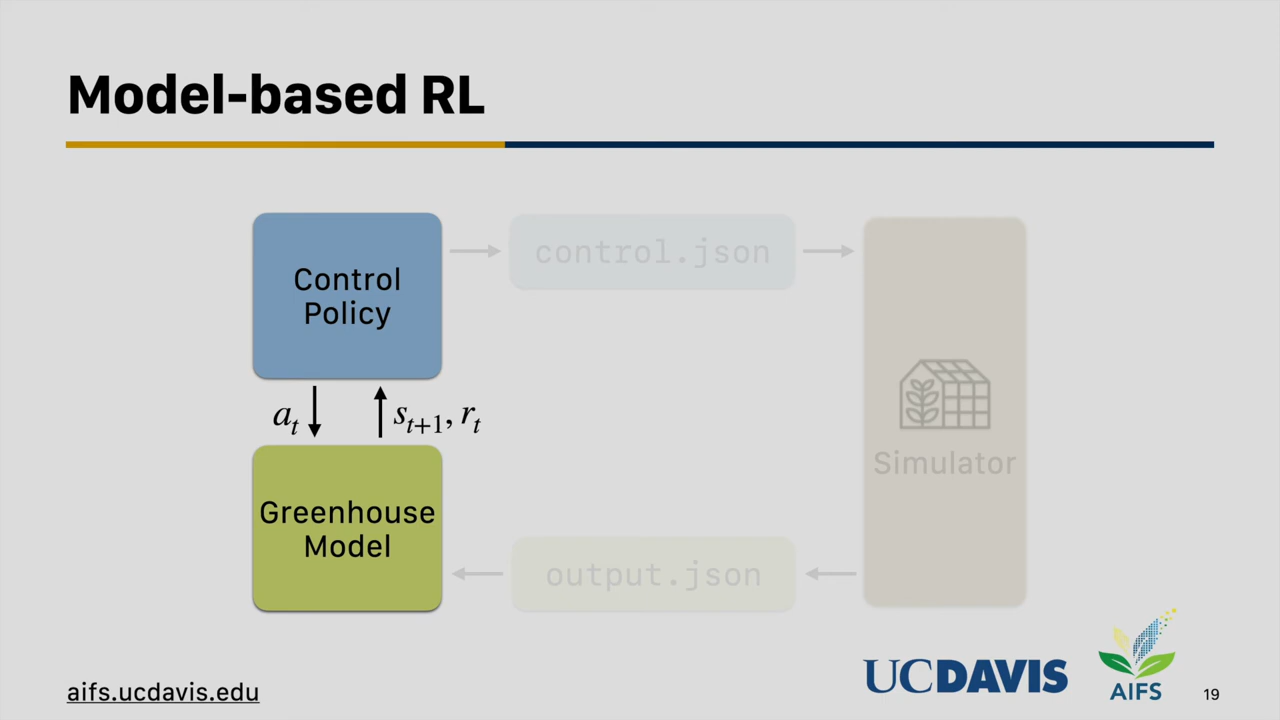 Model-based RL
Control
Policy
control.json
a_t
s_{t+1}, r_t
Simulator
Greenhouse
Model
output.json
aifs.ucdavis.edu
UCDAVIS
AIFS
19